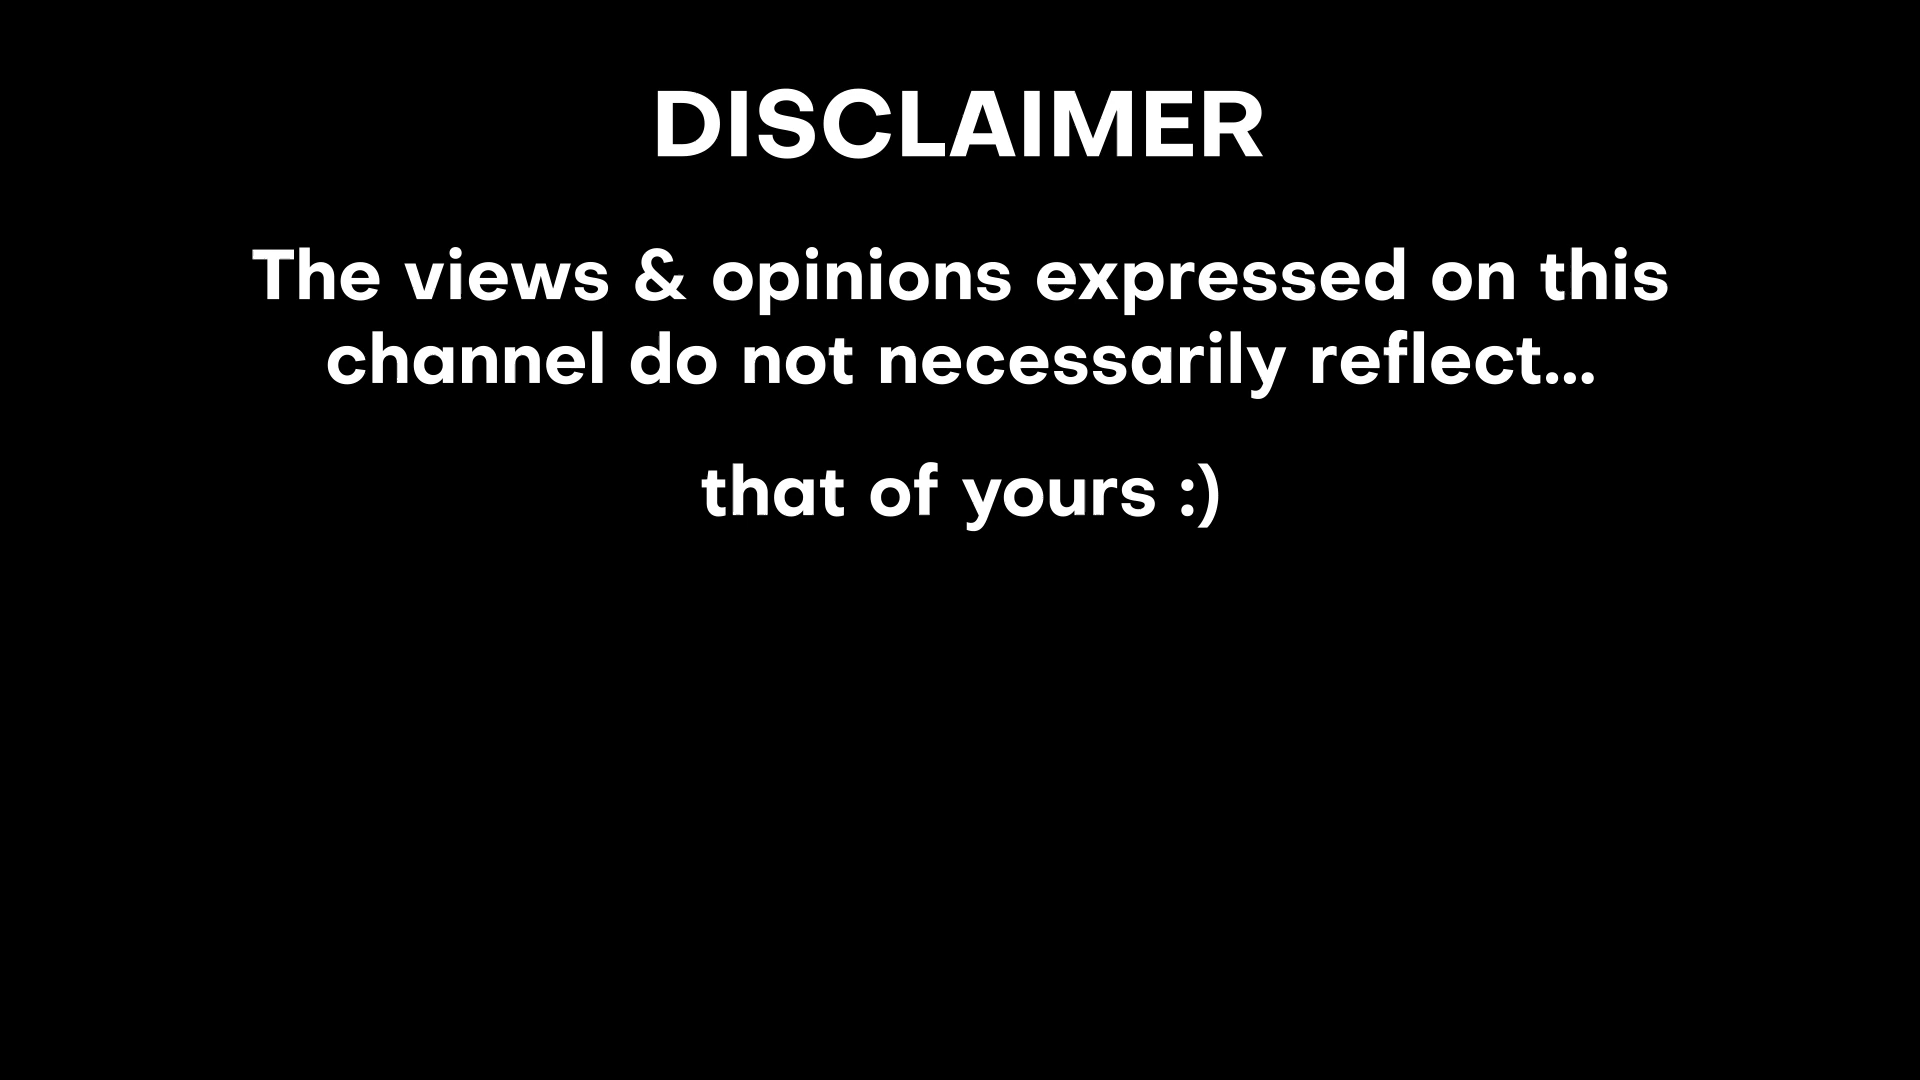 DISCLAIMER
The views & opinions expressed on this
channel do not necessarily reflect...
that of yours :)